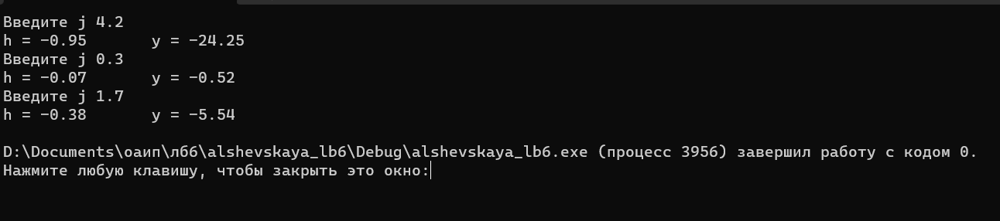 Введите j 4.2
h = -0.95       y = -24.25
Введите j 0.3
h = -0.07       y = -0.52
Введите j 1.7
h = -0.38       y = -5.54
D:\Documents\оаип\лб6\alshevskaya_lb6\Debug\alshevskaya_lb6.exe (процесс 3956) завершил работу с кодом 0.
Нажмите любую клавишу, чтобы закрыть это окно: